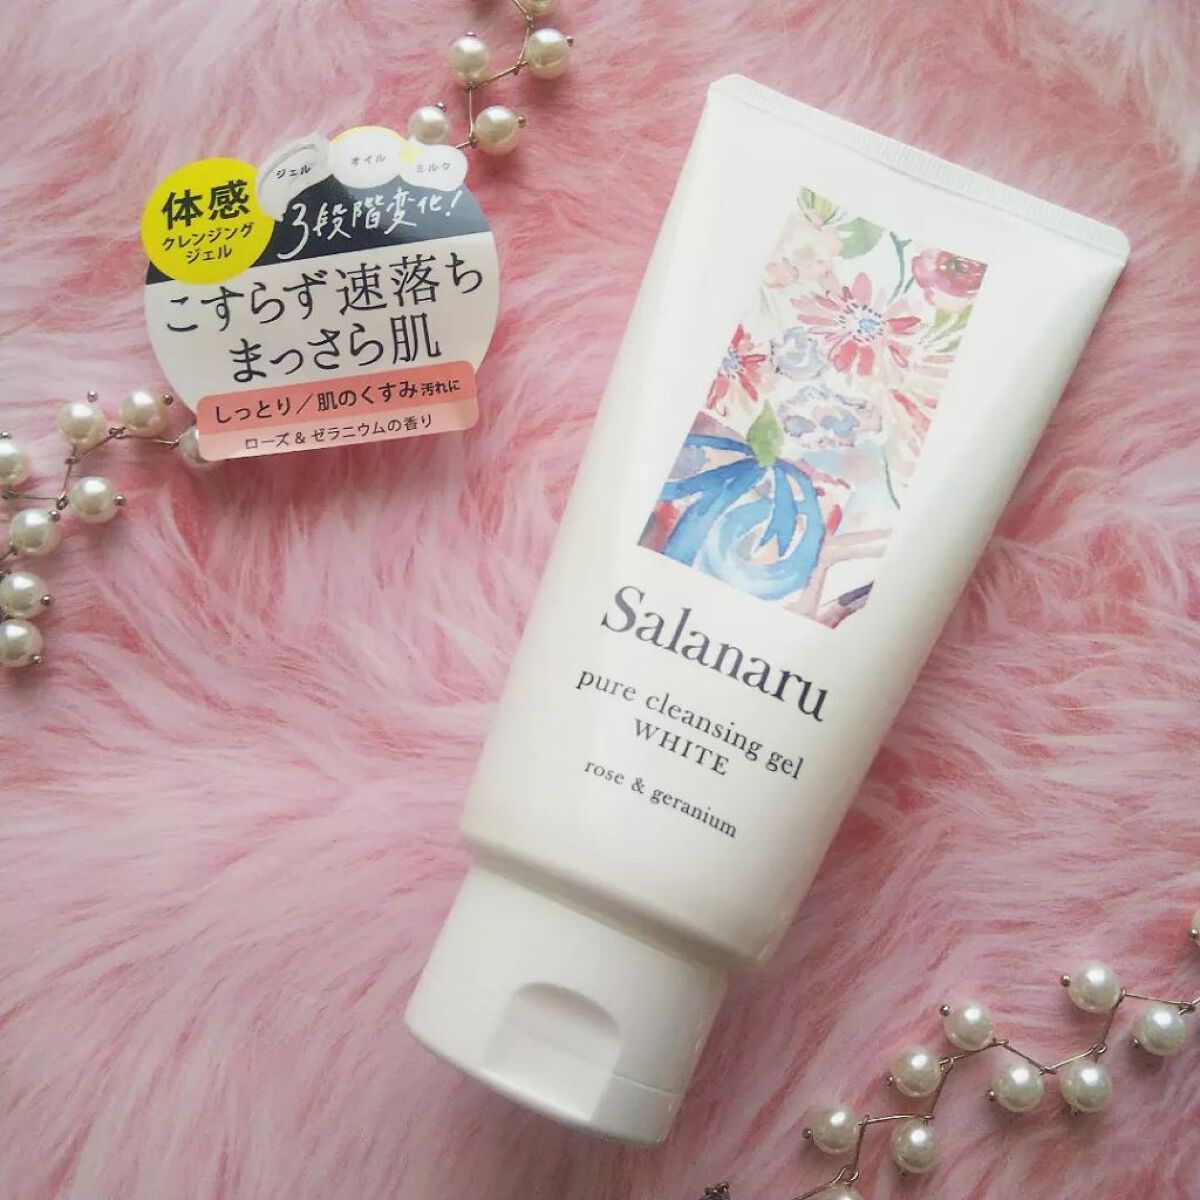 ジェル
オイル
ミルク
体感
クレンジング
ジェル
3段階変化!
こすらず速落ち
まっさら肌
しっとり/肌のくすみ汚れに
ローズ&ゼラニウムの香り
Salanaru
pure cleansing gel
WHITE
rose & geranium